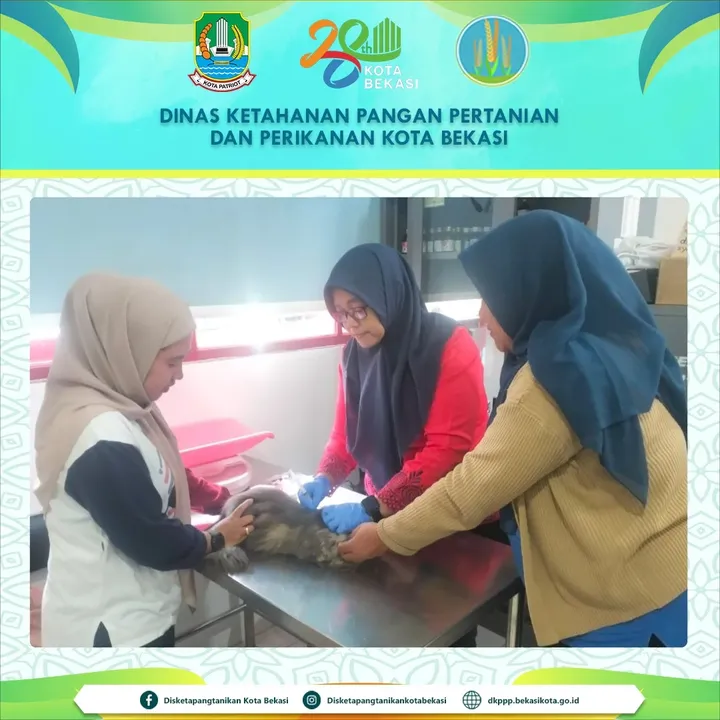 KOTA PATRIOT
28th
KOTA
BEKASI
DINAS KETAHANAN PANGAN PERTANIAN
DAN PERIKANAN KOTA BEKASI
Disketapangtanikan Kota Bekasi
Disketapangtanikankotabekasi
dkppp.bekasikota.go.id